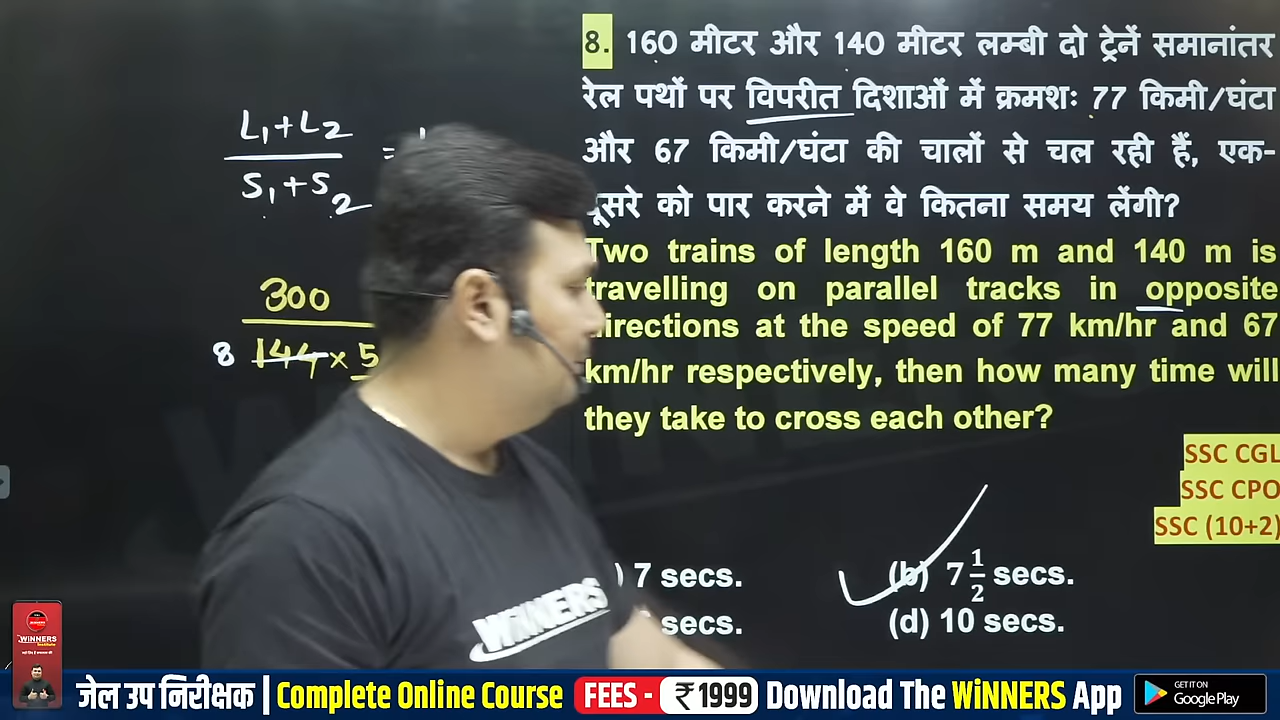 8. 160 मीटर और 140 मीटर लम्बी दो ट्रेनें समानांतर
रेल पथों पर विपरीत दिशाओं में क्रमशः 77 किमी/घंटा
और 67 किमी/घंटा की चालों से चल रही हैं, एक-
दूसरे को पार करने में वे कितना समय लेंगी?
Two trains of length 160 m and 140 m is
travelling on parallel tracks in opposite
directions at the speed of 77 km/hr and 67
km/hr respectively, then how many time will
they take to cross each other?
SSC CGL
SSC CPO
SSC (10+2)
) 7 secs.
(b) 7 1/2 secs.
secs.
(d) 10 secs.
L₁+L₂
S₁+S₂
=
300
8 144 × 5
WiNNERS
WiNNERS
जेल उप निरीक्षक | Complete Online Course FEES - ₹ 1999 Download The WiNNERS App
GET IT ON
Google Play